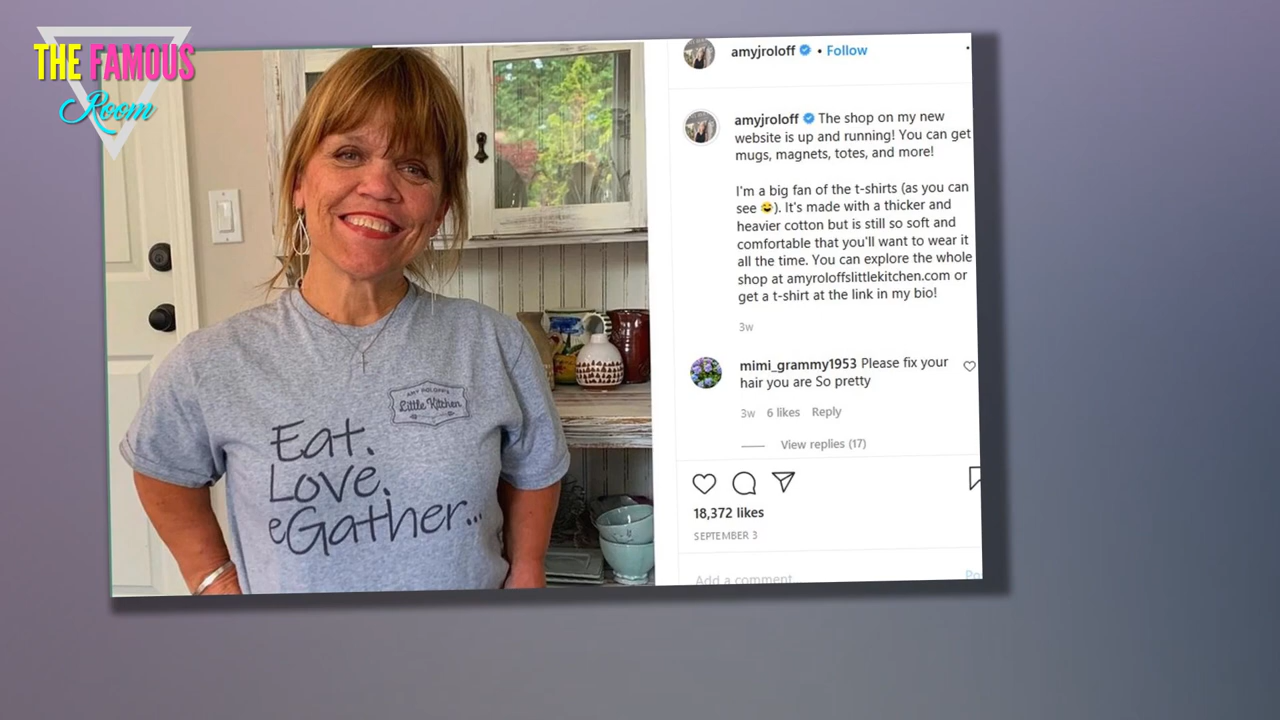 THE FAMOUS
Room
AMY ROLOFF'S
Little Kitchen
Eat.
Love.
eGather...
amyjroloff • Follow
amyjroloff The shop on my new
website is up and running! You can get
mugs, magnets, totes, and more!
I'm a big fan of the t-shirts (as you can
see 😂). It's made with a thicker and
heavier cotton but is still so soft and
comfortable that you'll want to wear it
all the time. You can explore the whole
shop at amyroloffslittlekitchen.com or
get a t-shirt at the link in my bio!
3w
mimi_grammy1953 Please fix your
hair you are So pretty
3w 6 likes Reply
View replies (17)
18,372 likes
SEPTEMBER 3
Add a comment
Po